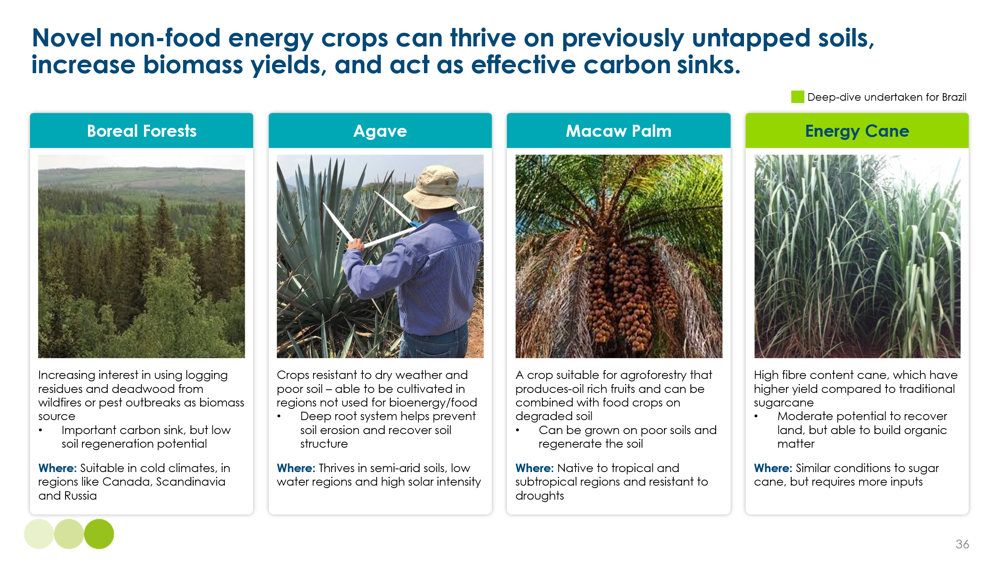 Novel non-food energy crops can thrive on previously untapped soils,
increase biomass yields, and act as effective carbon sinks.
Deep-dive undertaken for Brazil
Boreal Forests
Increasing interest in using logging
residues and deadwood from
wildfires or pest outbreaks as biomass
source
• Important carbon sink, but low
soil regeneration potential
Where: Suitable in cold climates, in
regions like Canada, Scandinavia
and Russia
Agave
Crops resistant to dry weather and
poor soil – able to be cultivated in
regions not used for bioenergy/food
• Deep root system helps prevent
soil erosion and recover soil
structure
Where: Thrives in semi-arid soils, low
water regions and high solar intensity
Macaw Palm
A crop suitable for agroforestry that
produces-oil rich fruits and can be
combined with food crops on
degraded soil
• Can be grown on poor soils and
regenerate the soil
Where: Native to tropical and
subtropical regions and resistant to
droughts
Energy Cane
High fibre content cane, which have
higher yield compared to traditional
sugarcane
• Moderate potential to recover
land, but able to build organic
matter
Where: Similar conditions to sugar
cane, but requires more inputs
36